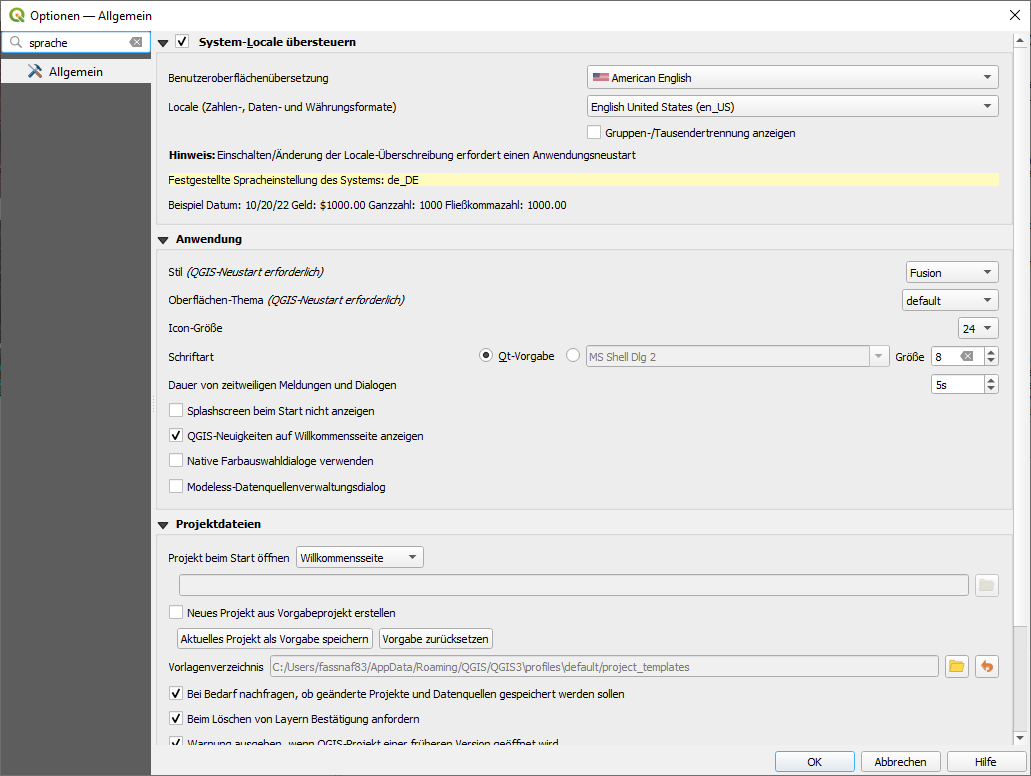 Optionen — Allgemein
sprache
Allgemein
System-Locale übersteuern
Benutzeroberflächenübersetzung
American English
Locale (Zahlen-, Daten- und Währungsformate)
English United States (en_US)
Gruppen-/Tausendertrennung anzeigen
Hinweis: Einschalten/Änderung der Locale-Überschreibung erfordert einen Anwendungsneustart
Festgestellte Spracheinstellung des Systems: de_DE
Beispiel Datum: 10/20/22 Geld: $1000.00 Ganzzahl: 1000 Fließkommazahl: 1000.00
Anwendung
Stil (QGIS-Neustart erforderlich)
Fusion
Oberflächen-Thema (QGIS-Neustart erforderlich)
default
Icon-Größe
24
Schriftart
Qt-Vorgabe
MS Shell Dlg 2
Größe
8
Dauer von zeitweiligen Meldungen und Dialogen
5s
Splashscreen beim Start nicht anzeigen
QGIS-Neuigkeiten auf Willkommensseite anzeigen
Native Farbauswahldialoge verwenden
Modeless-Datenquellenverwaltungsdialog
Projektdateien
Projekt beim Start öffnen
Willkommensseite
Neues Projekt aus Vorgabeprojekt erstellen
Aktuelles Projekt als Vorgabe speichern
Vorgabe zurücksetzen
Vorlagenverzeichnis
C:/Users/fassnaf83/AppData/Roaming/QGIS/QGIS3\profiles\default/project_templates
Bei Bedarf nachfragen, ob geänderte Projekte und Datenquellen gespeichert werden sollen
Beim Löschen von Layern Bestätigung anfordern
Warnung ausgeben, wenn QGIS-Projekt einer früheren Version geöffnet wird
OK
Abbrechen
Hilfe